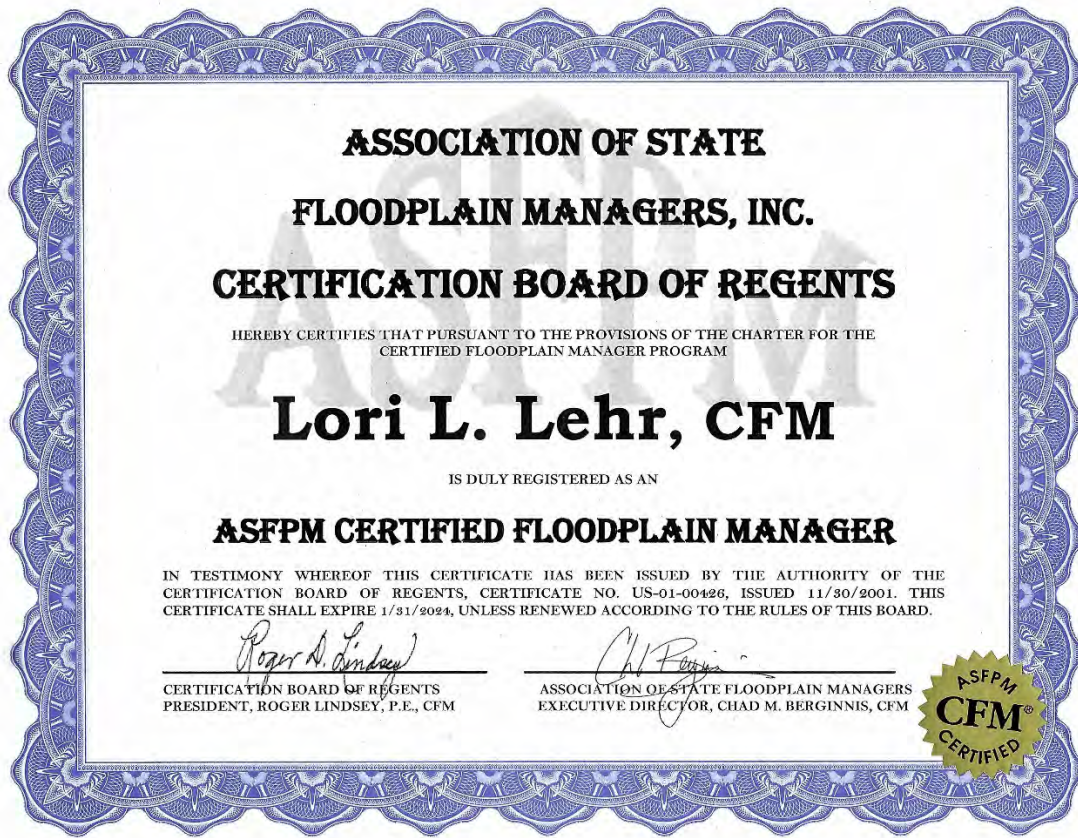 ASSOCIATION OF STATE
FLOODPLAIN MANAGERS, INC.
CERTIFICATION BOARD OF REGENTS
HEREBY CERTIFIES THAT PURSUANT TO THE PROVISIONS OF THE CHARTER FOR THE
CERTIFIED FLOODPLAIN MANAGER PROGRAM
ASFPM
Lori L. Lehr, CFM
IS DULY REGISTERED AS AN
ASFPM CERTIFIED FLOODPLAIN MANAGER
IN TESTIMONY WHEREOF THIS CERTIFICATE HAS BEEN ISSUED BY THE AUTHORITY OF THE
CERTIFICATION BOARD OF REGENTS, CERTIFICATE NO. US-01-00426, ISSUED 11/30/2001. THIS
CERTIFICATE SHALL EXPIRE 1/31/2024, UNLESS RENEWED ACCORDING TO THE RULES OF THIS BOARD.
Roger D. Lindsey
CERTIFICATION BOARD OF REGENTS
PRESIDENT, ROGER LINDSEY, P.E., CFM
ASSOCIATION OF STATE FLOODPLAIN MANAGERS
EXECUTIVE DIRECTOR, CHAD M. BERGINNIS, CFM
ASFPM
CFM®
CERTIFIED